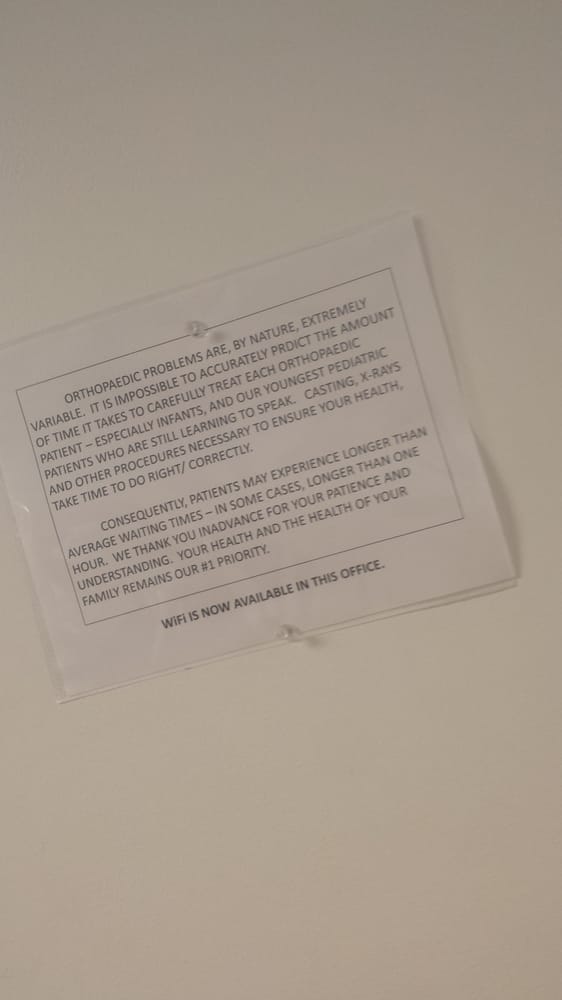 ORTHOPAEDIC PROBLEMS ARE, BY NATURE, EXTREMELY
VARIABLE. IT IS IMPOSSIBLE TO ACCURATELY PRDICT THE AMOUNT
OF TIME IT TAKES TO CAREFULLY TREAT EACH ORTHOPAEDIC
PATIENT – ESPECIALLY INFANTS, AND OUR YOUNGEST PEDIATRIC
PATIENTS WHO ARE STILL LEARNING TO SPEAK. CASTING, X-RAYS
AND OTHER PROCEDURES NECESSARY TO ENSURE YOUR HEALTH,
TAKE TIME TO DO RIGHT/ CORRECTLY.
CONSEQUENTLY, PATIENTS MAY EXPERIENCE LONGER THAN
AVERAGE WAITING TIMES – IN SOME CASES, LONGER THAN ONE
HOUR. WE THANK YOU INADVANCE FOR YOUR PATIENCE AND
UNDERSTANDING. YOUR HEALTH AND THE HEALTH OF YOUR
FAMILY REMAINS OUR #1 PRIORITY.
WiFi IS NOW AVAILABLE IN THIS OFFICE.